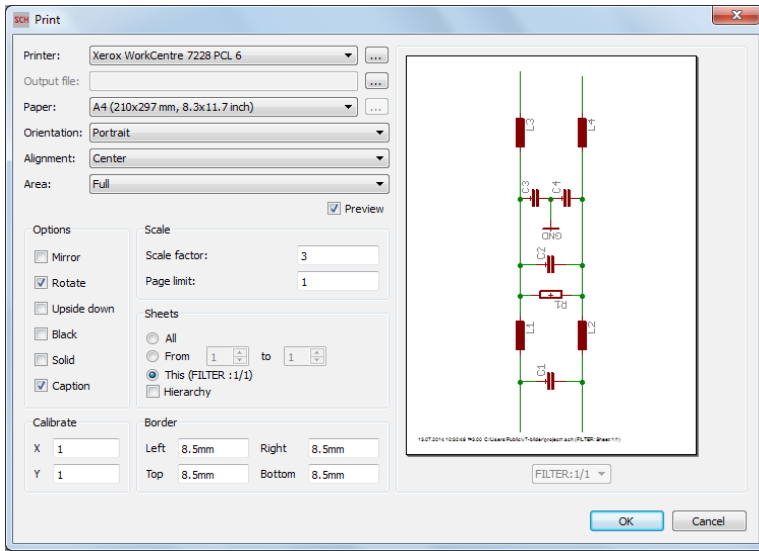 SCH Print
Printer: Xerox WorkCentre 7228 PCL 6 ...
Output file: ...
Paper: A4 (210x297 mm, 8.3x11.7 inch) ...
Orientation: Portrait
Alignment: Center
Area: Full
Preview
Options
Mirror
Rotate
Upside down
Black
Solid
Caption
Scale
Scale factor: 3
Page limit: 1
Sheets
All
From 1 to 1
This (FILTER :1/1)
Hierarchy
Calibrate
X 1
Y 1
Border
Left 8.5mm Right 8.5mm
Top 8.5mm Bottom 8.5mm
L3 L4
C3 C4
GND
C2
R1
L1 L2
C1
FILTER:1/1
OK Cancel